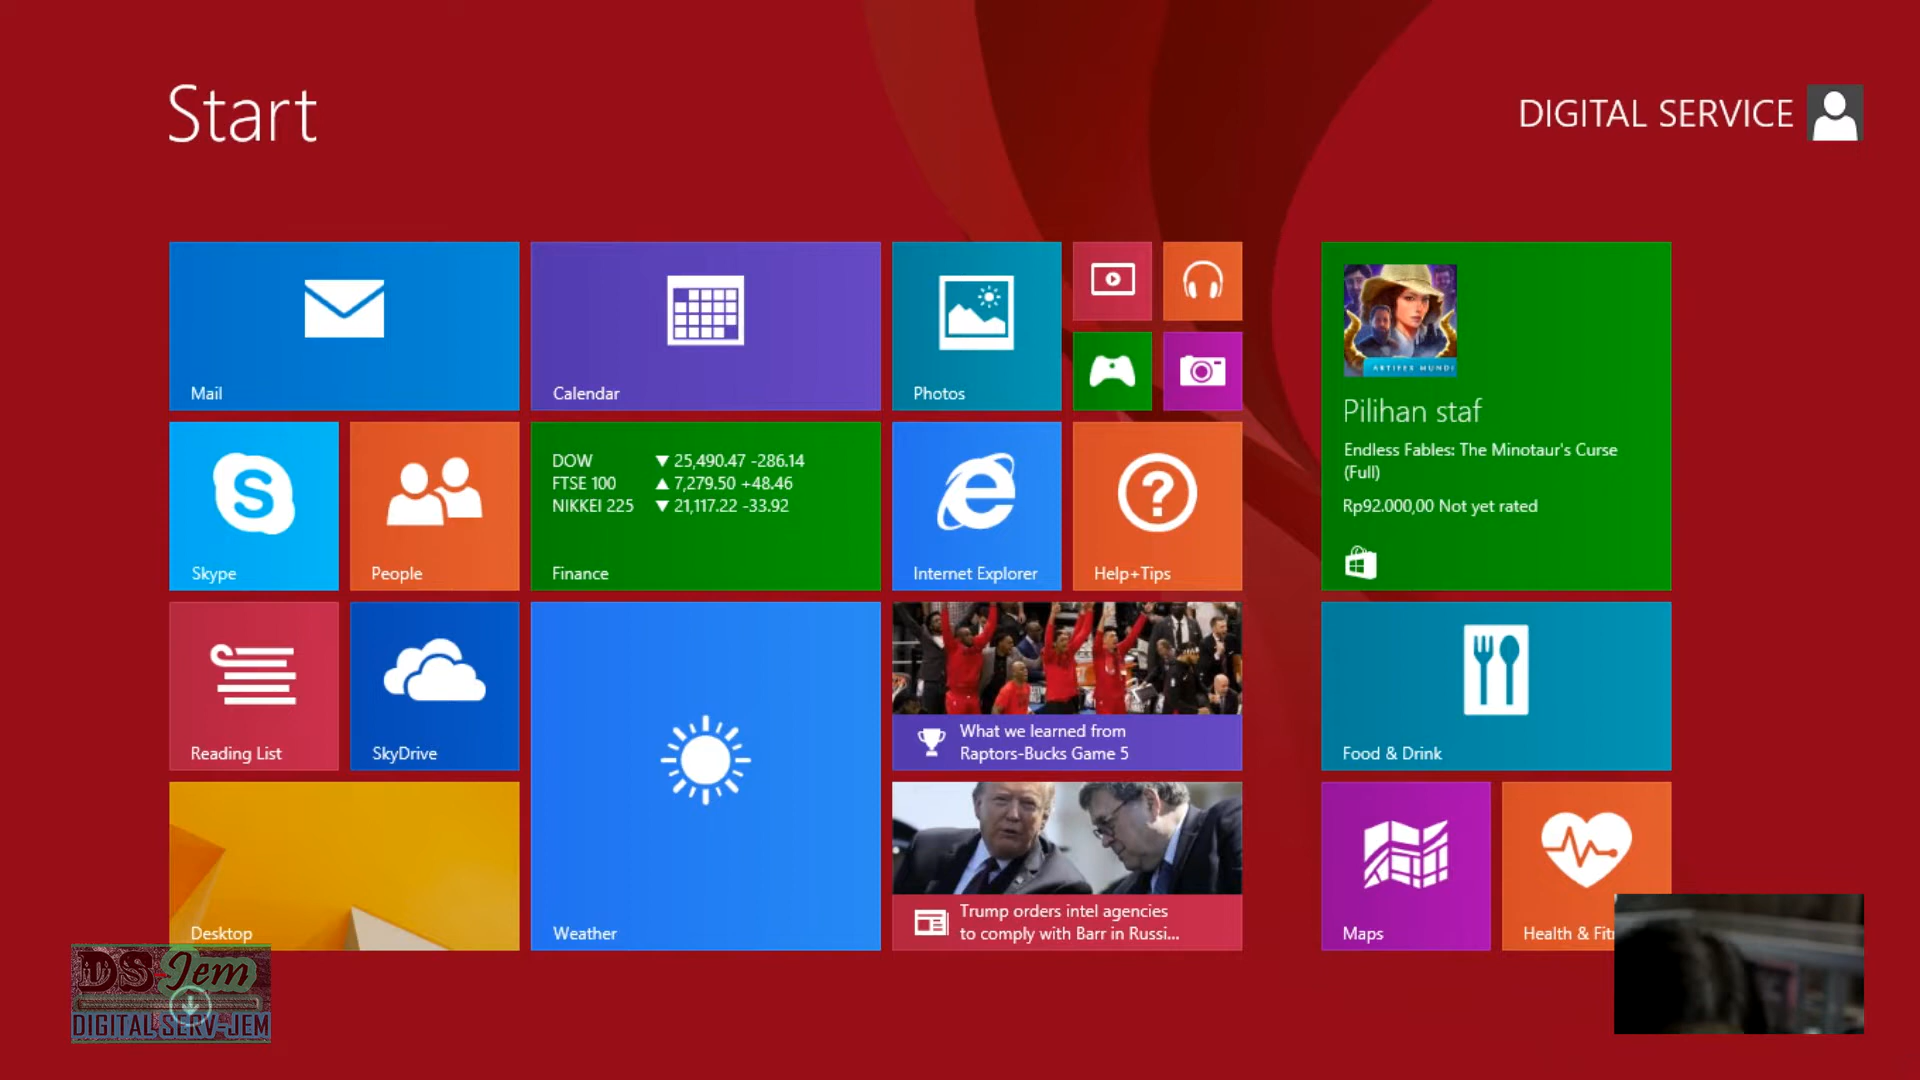 Start
DIGITAL SERVICE
Mail
Calendar
Photos
ARTIFEX MUNDI
Pilihan staf
Endless Fables: The Minotaur's Curse
(Full)
Rp92.000,00 Not yet rated
Skype
People
DOW ▼ 25,490.47 -286.14
FTSE 100 ▲ 7,279.50 +48.46
NIKKEI 225 ▼ 21,117.22 -33.92
Finance
Internet Explorer
Help+Tips
Reading List
SkyDrive
Weather
What we learned from
Raptors-Bucks Game 5
Food & Drink
Desktop
Trump orders intel agencies
to comply with Barr in Russi...
Maps
Health & Fit
DS-Jem
DIGITAL SERV-JEM